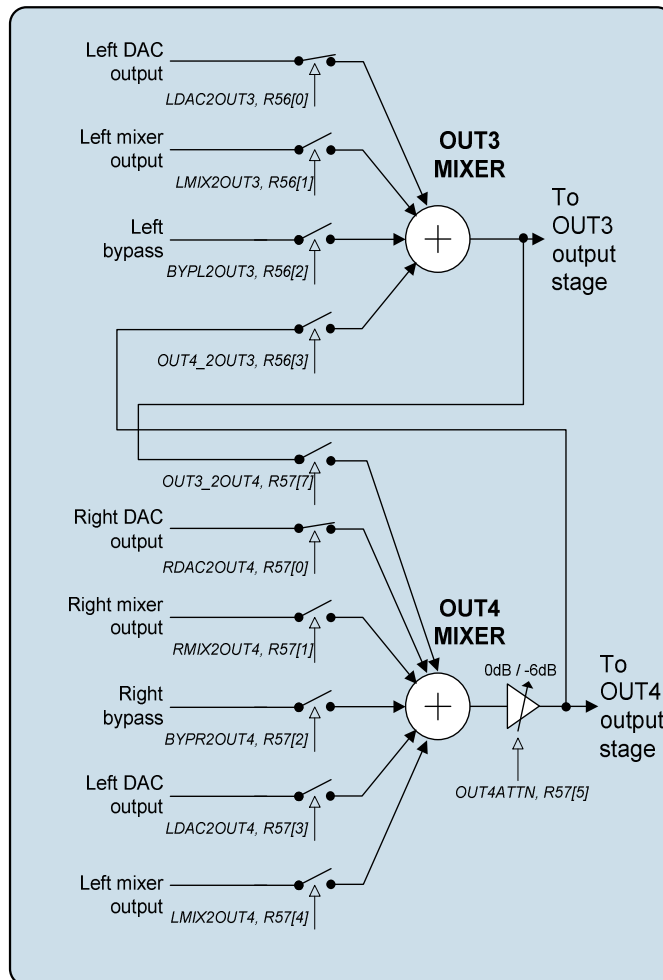 Left DAC
output
LDAC2OUT3, R56[0]
Left mixer
output
LMIX2OUT3, R56[1]
OUT3
MIXER
Left
bypass
BYPL2OUT3, R56[2]
To
OUT3
output
stage
OUT4_2OUT3, R56[3]
OUT3_2OUT4, R57[7]
Right DAC
output
RDAC2OUT4, R57[0]
Right mixer
output
RMIX2OUT4, R57[1]
OUT4
MIXER
Right
bypass
BYPR2OUT4, R57[2]
0dB / -6dB
To
OUT4
output
stage
OUT4ATTN, R57[5]
Left DAC
output
LDAC2OUT4, R57[3]
Left mixer
output
LMIX2OUT4, R57[4]